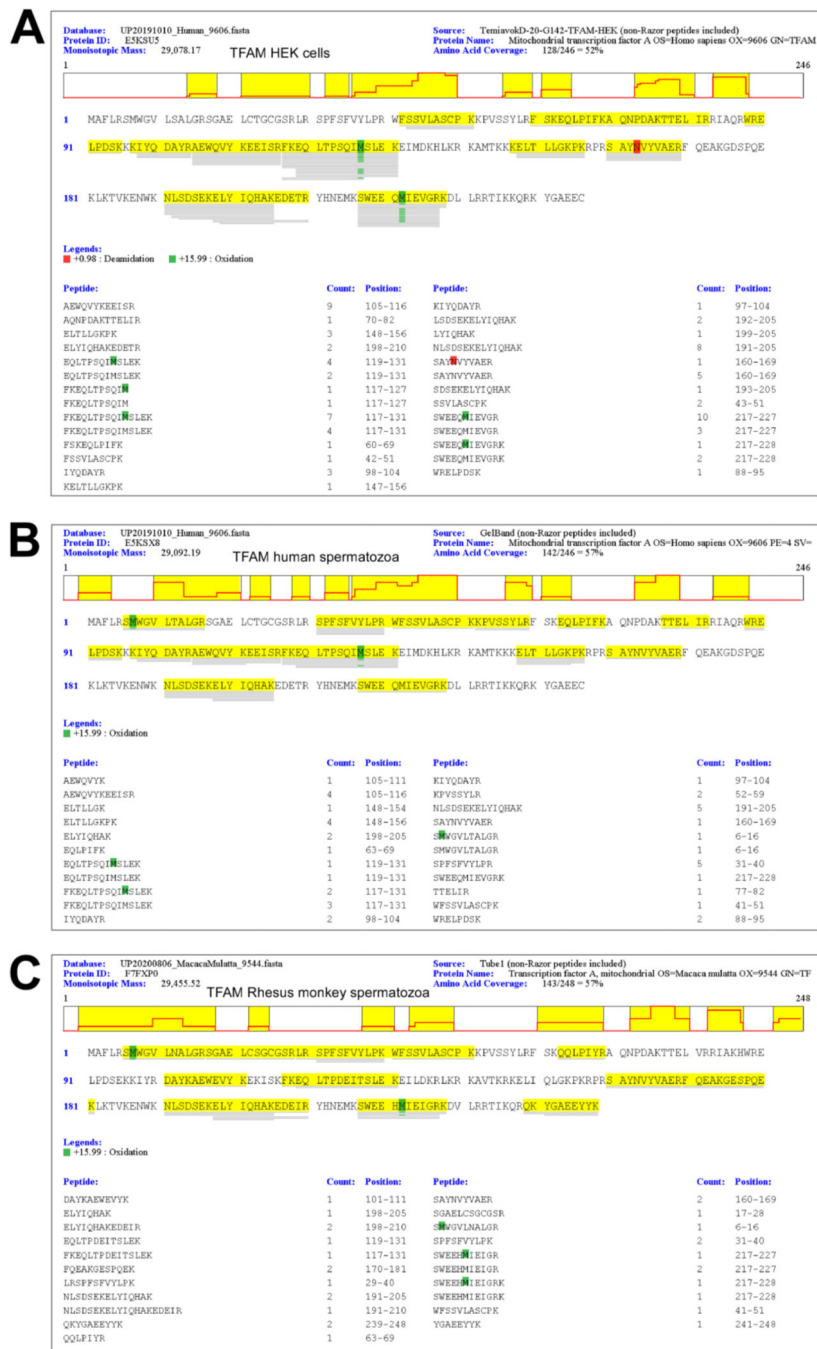 A
Database: UP20191010_Human_9606.fasta Source: TemiavokD-20-G142-TFAM-HEK (non-Razor peptides included)
Protein ID: E5KSU5 Protein Name: Mitochondrial transcription factor A OS=Homo sapiens OX=9606 GN=TFAM
Monoisotopic Mass: 29,078.17 TFAM HEK cells Amino Acid Coverage: 128/246 = 52%
1 246
1 MAFLRSMWGV LSALGRSGAE LCTGCGSRLR SPFSFVYLPR WFSSVLASCP KKPVSSYLRF SKEQLPIFKA QNPDAKTTEL IRRIAQRWRE
91 LPDSKKKIYQ DAYRAEWQVY KEEISRFKEQ LTPSQIMSLE KEIMDKHLKR KAMTKKKELT LLGKPKRPRS AYNVYVAERF QEAKGDSPQE
181 KLKTVKENWK NLSDSEKELY IQHAKEDETR YHNEMKSWEE QMIEVGRKDL LRRTIKKQRK YGAEEC
Legends:
+0.98 : Deamidation +15.99 : Oxidation
Peptide: Count: Position: Peptide: Count: Position:
AEWQVYKEEISR 9 105-116 KIYQDAYR 1 97-104
AQNPDAKTTELIR 1 70-82 LSDSEKELYIQHAK 2 192-205
ELTLLGKPK 3 148-156 LYIQHAK 1 199-205
ELYIQHAKEDETR 2 198-210 NLSDSEKELYIQHAK 8 191-205
EQLTPSQIMSLEK 4 119-131 SAYNVYVAER 1 160-169
EQLTPSQIMSLEK 2 119-131 SAYNVYVAER 5 160-169
FKEQLTPSQIM 1 117-127 SDSEKELYIQHAK 1 193-205
FKEQLTPSQIM 1 117-127 SSVLASCPK 2 43-51
FKEQLTPSQIMSLEK 7 117-131 SWEEQMIEVGR 10 217-227
FKEQLTPSQIMSLEK 4 117-131 SWEEQMIEVGR 3 217-227
FSKEQLPIFK 1 60-69 SWEEQMIEVGRK 1 217-228
FSSVLASCPK 1 42-51 SWEEQMIEVGRK 2 217-228
IYQDAYR 3 98-104 WRELPDSK 1 88-95
KELTLLGKPK 1 147-156
B
Database: UP20191010_Human_9606.fasta Source: GelBand (non-Razor peptides included)
Protein ID: E5KSX8 Protein Name: Mitochondrial transcription factor A OS=Homo sapiens OX=9606 PE=4 SV=
Monoisotopic Mass: 29,092.19 TFAM human spermatozoa Amino Acid Coverage: 142/246 = 57%
1 246
1 MAFLRSMWGV LTALGRSGAE LCTGCGSRLR SPFSFVYLPR WFSSVLASCP KKPVSSYLRF SKEQLPIFKA QNPDAKTTEL IRRIAQRWRE
91 LPDSKKKIYQ DAYRAEWQVY KEEISRFKEQ LTPSQIMSLE KEIMDKHLKR KAMTKKKELT LLGKPKRPRS AYNVYVAERF QEAKGDSPQE
181 KLKTVKENWK NLSDSEKELY IQHAKEDETR YHNEMKSWEE QMIEVGRKDL LRRTIKKQRK YGAEEC
Legends:
+15.99 : Oxidation
Peptide: Count: Position: Peptide: Count: Position:
AEWQVYK 1 105-111 KIYQDAYR 1 97-104
AEWQVYKEEISR 4 105-116 KPVSSYLR 2 52-59
ELTLLGK 1 148-154 NLSDSEKELYIQHAK 5 191-205
ELTLLGKPK 4 148-156 SAYNVYVAER 1 160-169
ELYIQHAK 2 198-205 SMWGVLTALGR 1 6-16
EQLPIFK 1 63-69 SMWGVLTALGR 1 6-16
EQLTPSQIMSLEK 1 119-131 SPFSFVYLPR 5 31-40
EQLTPSQIMSLEK 1 119-131 SWEEQMIEVGRK 1 217-228
FKEQLTPSQIMSLEK 2 117-131 TTELIR 1 77-82
FKEQLTPSQIMSLEK 3 117-131 WFSSVLASCPK 1 41-51
IYQDAYR 2 98-104 WRELPDSK 2 88-95
C
Database: UP20200806_MacacaMulatta_9544.fasta Source: Tube1 (non-Razor peptides included)
Protein ID: F7FXP0 Protein Name: Transcription factor A, mitochondrial OS=Macaca mulatta OX=9544 GN=TF
Monoisotopic Mass: 29,455.52 TFAM Rhesus monkey spermatozoa Amino Acid Coverage: 143/248 = 57%
1 248
1 MAFLRSMWGV LNALGRSGAE LCSGCGSRLR SPFSFVYLPK WFSSVLASCP KKPVSSYLRF SKQQLPIYRA QNPDAKTTEL VRRIAKHWRE
91 LPDSEKKIYR DAYKAEWEVY KEKISKFKEQ LTPDEITSLE KEILDKRLKR KAVTKRKELI QLGKPKRPRS AYNVYVAERF QEAKGESPQE
181 KLKTVKENWK NLSDSEKELY IQHAKEDEIR YHNEMKSWEE HMIEIGRKDV LRRTIKQRQK YGAEEYYK
Legends:
+15.99 : Oxidation
Peptide: Count: Position: Peptide: Count: Position:
DAYKAEWEVYK 1 101-111 SAYNVYVAER 2 160-169
ELYIQHAK 1 198-205 SGAELCSGCGSR 1 17-28
ELYIQHAKEDEIR 2 198-210 SMWGVLNALGR 1 6-16
EQLTPDEITSLEK 1 119-131 SPFSFVYLPK 2 31-40
FKEQLTPDEITSLEK 1 117-131 SWEEHMIEIGR 1 217-227
FQEAKGESPQEK 2 170-181 SWEEHMIEIGR 2 217-227
LRSPFSFVYLPK 1 29-40 SWEEHMIEIGRK 1 217-228
NLSDSEKELYIQHAK 2 191-205 SWEEHMIEIGRK 1 217-228
NLSDSEKELYIQHAKEDEIR 1 191-210 WFSSVLASCPK 1 41-51
QKYGAEEYYK 2 239-248 YGAEEYYK 1 241-248
QQLPIYR 1 63-69